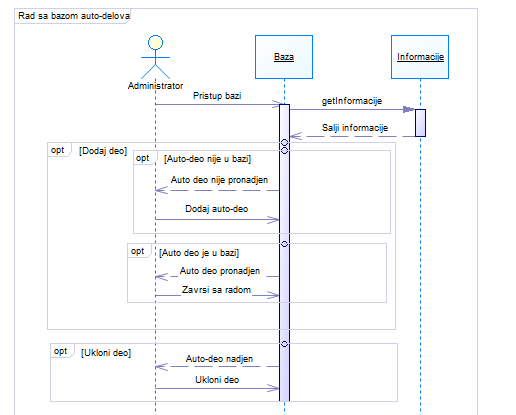 Rad sa bazom auto-delova
Baza
Informacije
Administrator
Pristup bazi
getInformacije
Salji informacije
opt [Dodaj deo]
opt [Auto-deo nije u bazi]
Auto deo nije pronadjen
Dodaj auto-deo
opt [Auto deo je u bazi]
Auto deo pronadjen
Zavrsi sa radom
opt [Ukloni deo]
Auto-deo nadjen
Ukloni deo